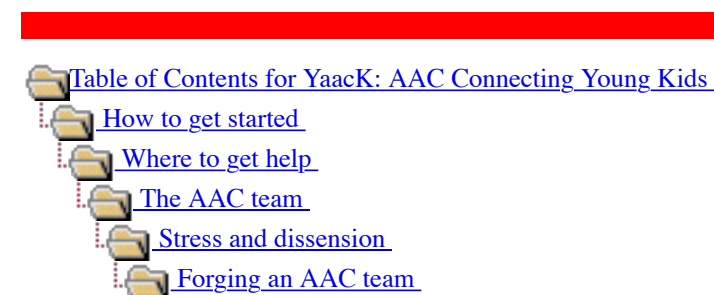 Table of Contents for YaacK: AAC Connecting Young Kids
How to get started
Where to get help
The AAC team
Stress and dissension
Forging an AAC team